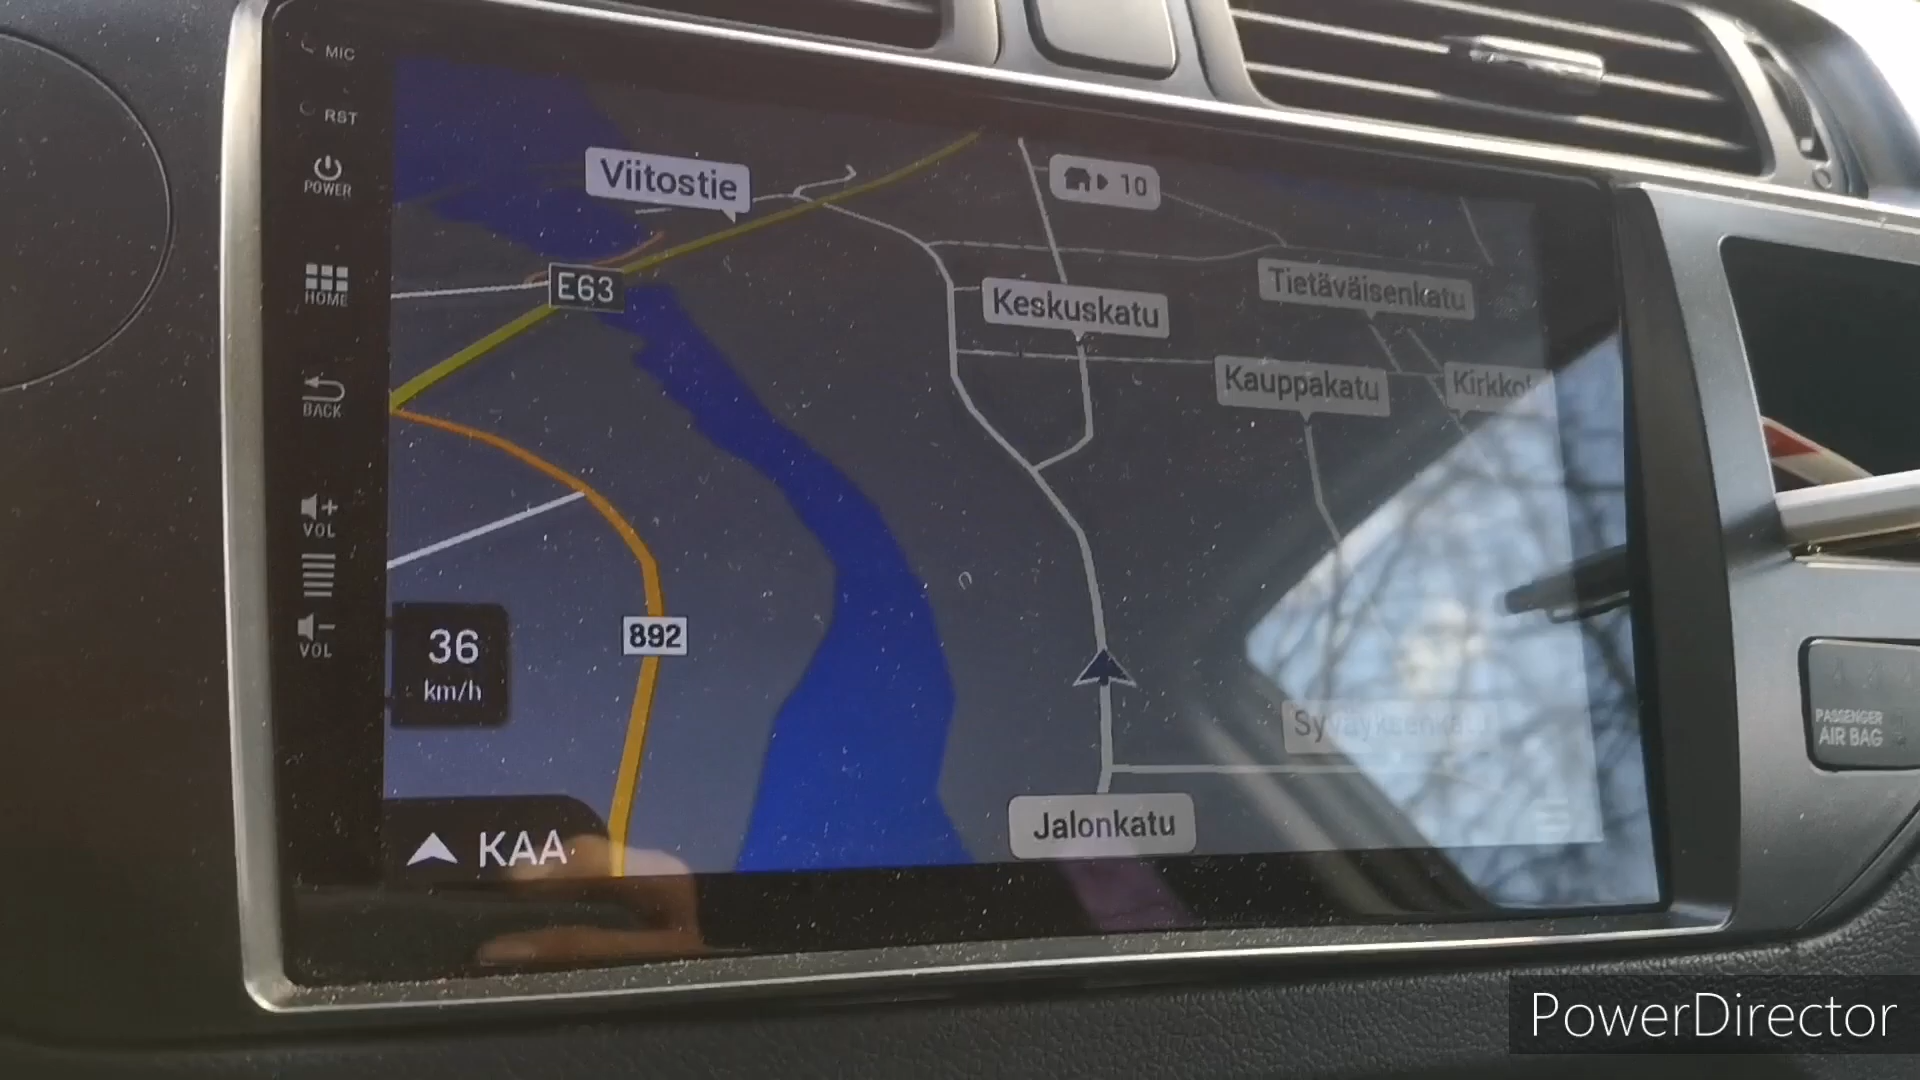 MIC
RST
POWER
HOME
BACK
VOL
VOL
Viitostie
10
E63
Keskuskatu
Tietäväisenkatu
Kauppakatu
892
36
km/h
KAA
Jalonkatu
PASSENGER
AIR BAG
PowerDirector